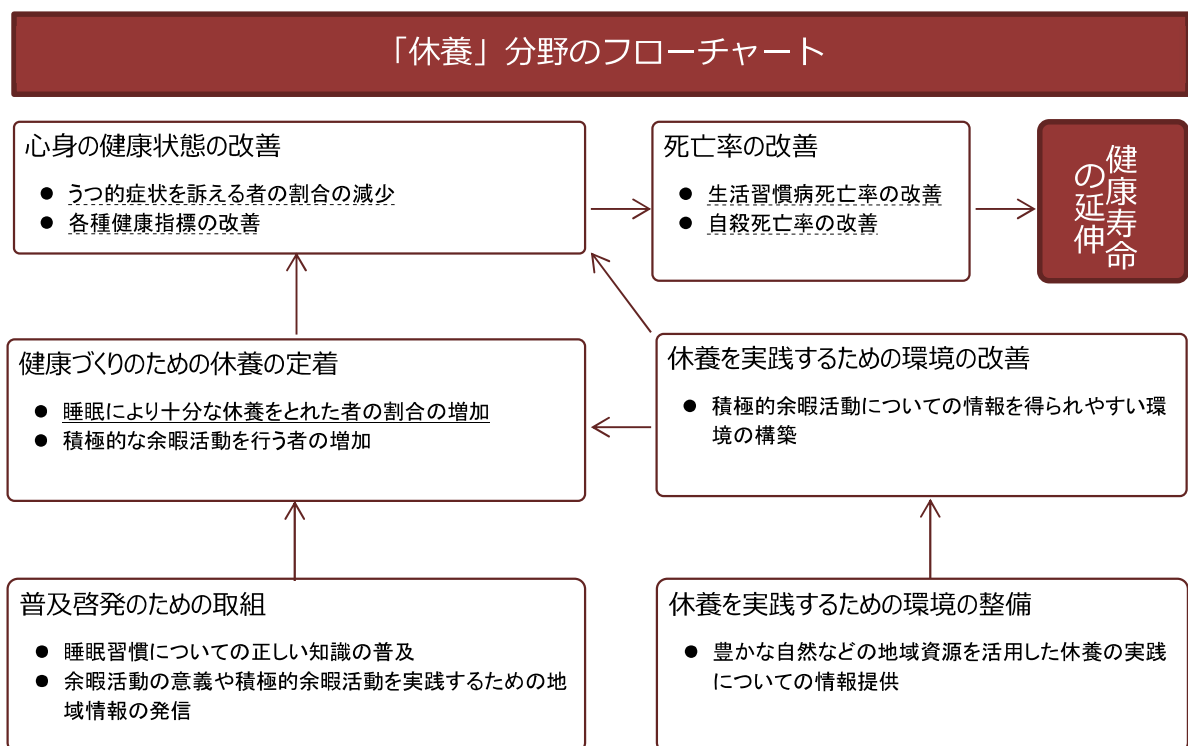 「休養」分野のフローチャート
心身の健康状態の改善
● うつ的症状を訴える者の割合の減少
● 各種健康指標の改善
死亡率の改善
● 生活習慣病死亡率の改善
● 自殺死亡率の改善
健康寿命
の延伸
健康づくりのための休養の定着
● 睡眠により十分な休養をとれた者の割合の増加
● 積極的な余暇活動を行う者の増加
休養を実践するための環境の改善
● 積極的余暇活動についての情報を得られやすい環
境の構築
普及啓発のための取組
● 睡眠習慣についての正しい知識の普及
● 余暇活動の意義や積極的余暇活動を実践するための地
域情報の発信
休養を実践するための環境の整備
● 豊かな自然などの地域資源を活用した休養の実践
についての情報提供